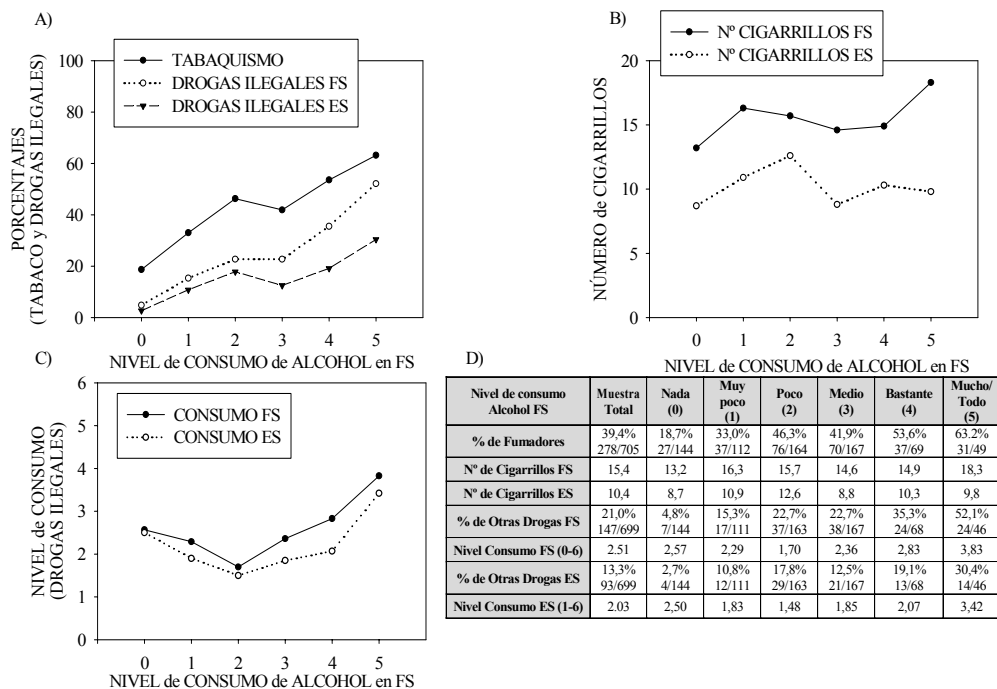 A)
TABAQUISMO
DROGAS ILEGALES FS
DROGAS ILEGALES ES
PORCENTAJES
(TABACO y DROGAS ILEGALES)
100
80
60
40
20
0
0 1 2 3 4 5
NIVEL de CONSUMO de ALCOHOL en FS
B)
Nº CIGARRILLOS FS
Nº CIGARRILLOS ES
NÚMERO de CIGARRILLOS
20
15
10
5
0
0 1 2 3 4 5
NIVEL de CONSUMO de ALCOHOL en FS
C)
CONSUMO FS
CONSUMO ES
NIVEL de CONSUMO
(DROGAS ILEGALES)
6
5
4
3
2
1
0
0 1 2 3 4 5
NIVEL de CONSUMO de ALCOHOL en FS
D)
Nivel de consumo Alcohol FS Muestra Total Nada (0) Muy poco (1) Poco (2) Medio (3) Bastante (4) Mucho/ Todo (5)
% de Fumadores 39,4% 18,7% 33,0% 46,3% 41,9% 53,6% 63.2%
278/705 27/144 37/112 76/164 70/167 37/69 31/49
Nº de Cigarrillos FS 15,4 13,2 16,3 15,7 14,6 14,9 18,3
Nº de Cigarrillos ES 10,4 8,7 10,9 12,6 8,8 10,3 9,8
% de Otras Drogas FS 21,0% 4,8% 15,3% 22,7% 22,7% 35,3% 52,1%
147/699 7/144 17/111 37/163 38/167 24/68 24/46
Nivel Consumo FS (0-6) 2.51 2,57 2,29 1,70 2,36 2,83 3,83
% de Otras Drogas ES 13,3% 2,7% 10,8% 17,8% 12,5% 19,1% 30,4%
93/699 4/144 12/111 29/163 21/167 13/68 14/46
Nivel Consumo ES (1-6) 2.03 2,50 1,83 1,48 1,85 2,07 3,42